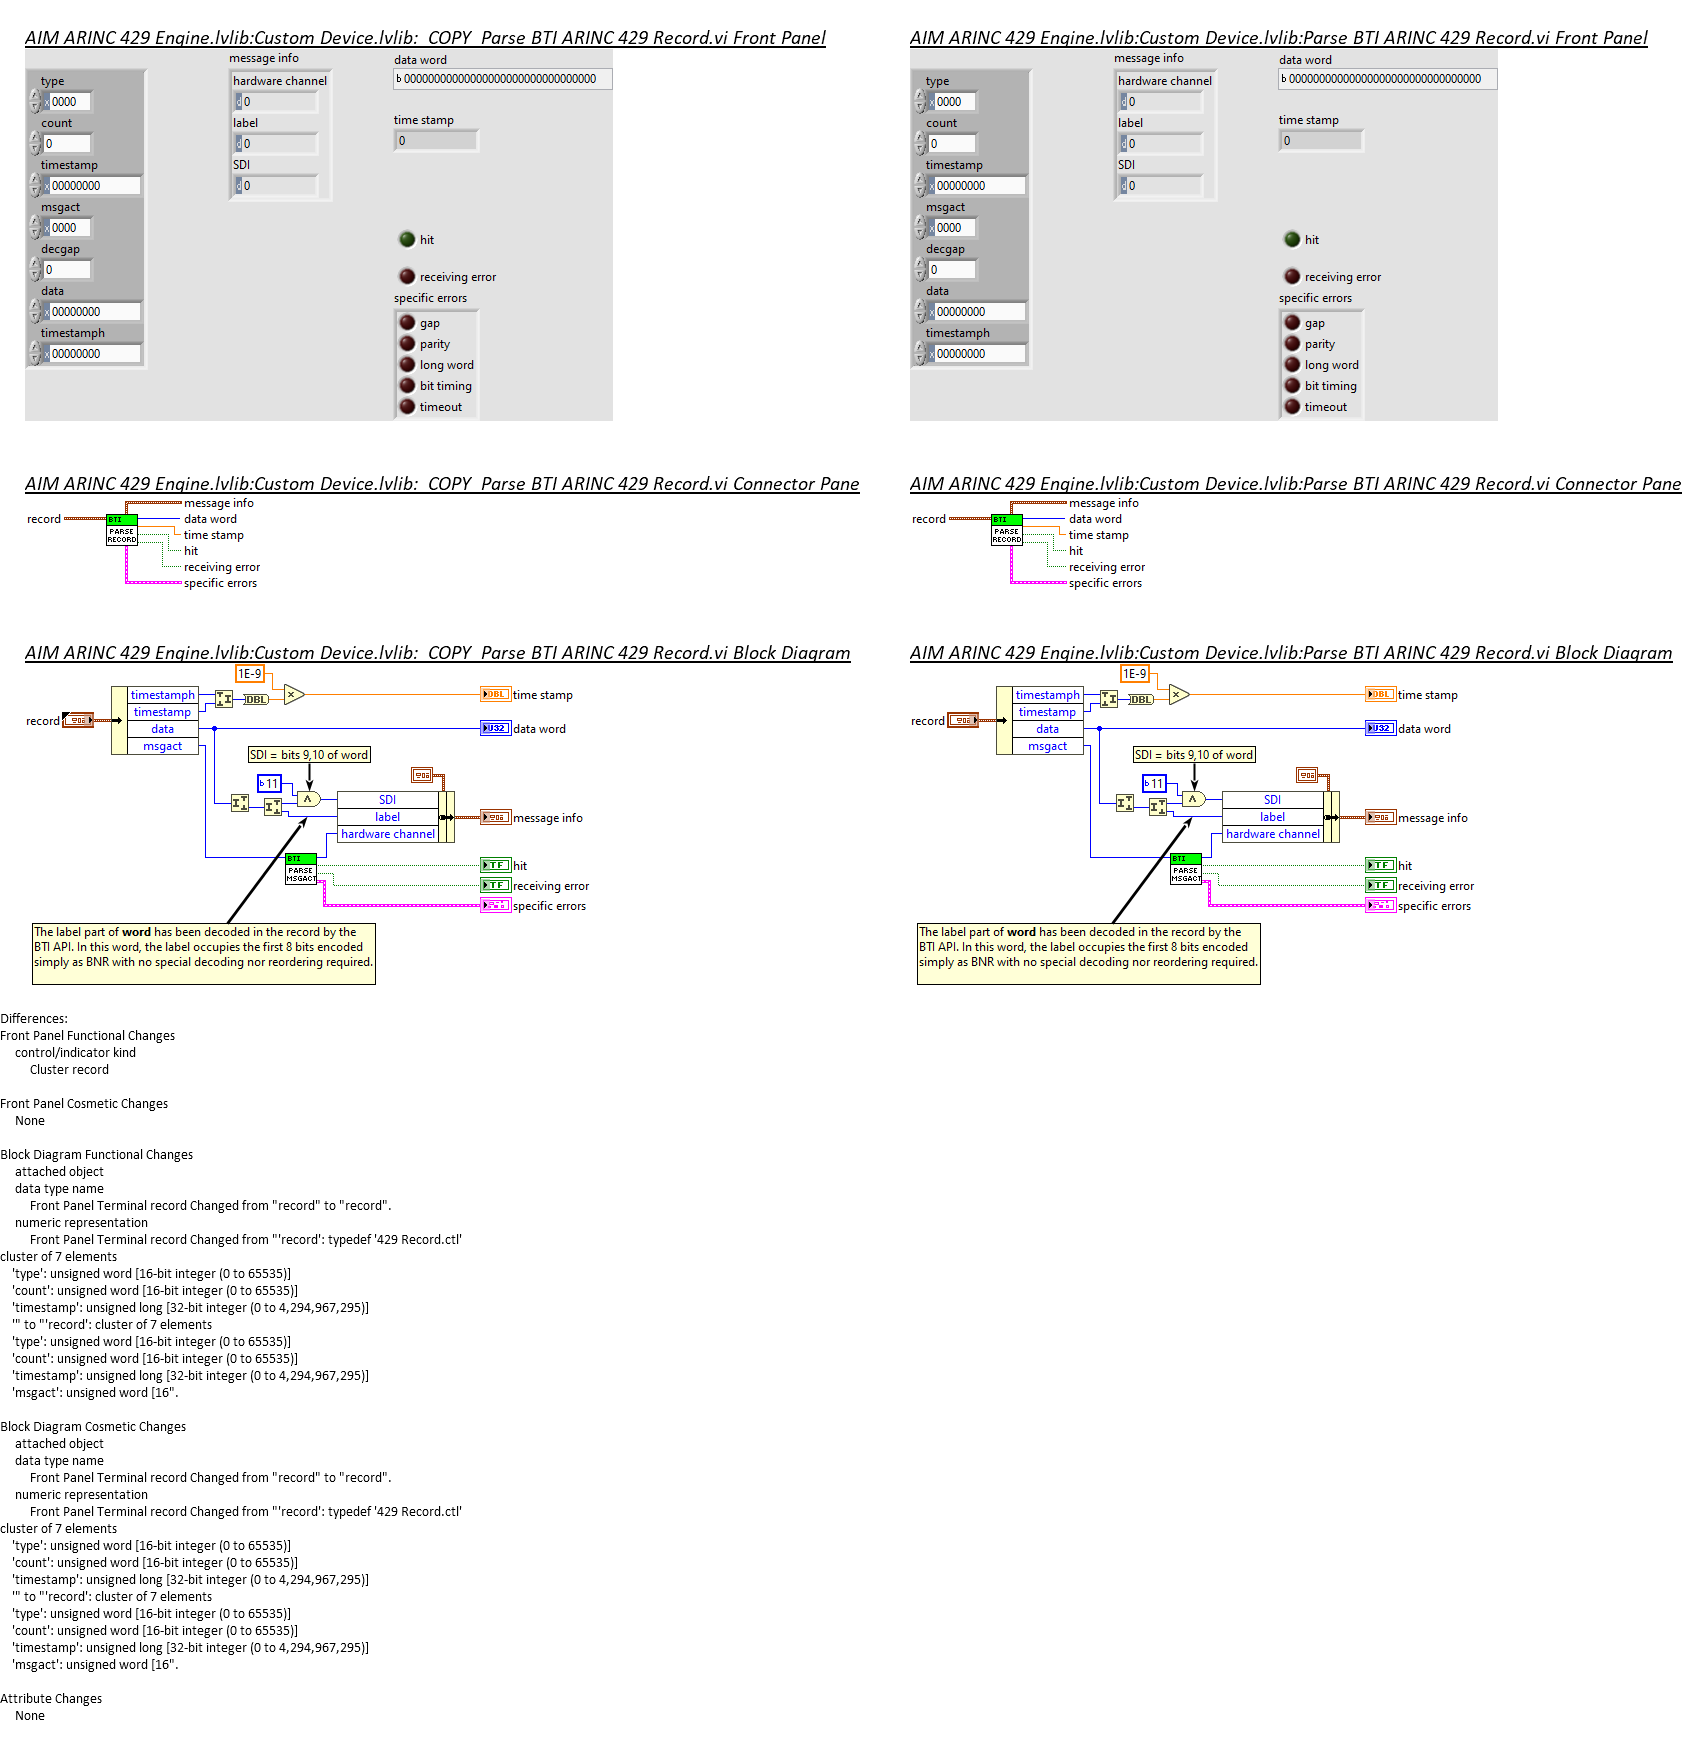 AIM ARINC 429 Engine.lvlib:Custom Device.lvlib:_COPY_Parse BTI ARINC 429 Record.vi Front Panel
type
x 0000
count
0
timestamp
x 00000000
msgact
x 0000
decgap
0
data
x 00000000
timestamph
x 00000000
message info
hardware channel
d 0
label
d 0
SDI
d 0
data word
b 00000000000000000000000000000000
time stamp
0
hit
receiving error
specific errors
gap
parity
long word
bit timing
timeout
AIM ARINC 429 Engine.lvlib:Custom Device.lvlib:Parse BTI ARINC 429 Record.vi Front Panel
type
x 0000
count
0
timestamp
x 00000000
msgact
x 0000
decgap
0
data
x 00000000
timestamph
x 00000000
message info
hardware channel
d 0
label
d 0
SDI
d 0
data word
b 00000000000000000000000000000000
time stamp
0
hit
receiving error
specific errors
gap
parity
long word
bit timing
timeout
AIM ARINC 429 Engine.lvlib:Custom Device.lvlib:_COPY_Parse BTI ARINC 429 Record.vi Connector Pane
record
BTI
PARSE
RECORD
message info
data word
time stamp
hit
receiving error
specific errors
AIM ARINC 429 Engine.lvlib:Custom Device.lvlib:Parse BTI ARINC 429 Record.vi Connector Pane
record
BTI
PARSE
RECORD
message info
data word
time stamp
hit
receiving error
specific errors
AIM ARINC 429 Engine.lvlib:Custom Device.lvlib:_COPY_Parse BTI ARINC 429 Record.vi Block Diagram
1E-9
record
timestamph
timestamp
data
msgact
DBL
×
DBL time stamp
U32 data word
SDI = bits 9,10 of word
b 11
SDI
label
hardware channel
message info
BTI
PARSE
MSGACT
TF hit
TF receiving error
specific errors
The label part of word has been decoded in the record by the
BTI API. In this word, the label occupies the first 8 bits encoded
simply as BNR with no special decoding nor reordering required.
AIM ARINC 429 Engine.lvlib:Custom Device.lvlib:Parse BTI ARINC 429 Record.vi Block Diagram
1E-9
record
timestamph
timestamp
data
msgact
DBL
×
DBL time stamp
U32 data word
SDI = bits 9,10 of word
b 11
SDI
label
hardware channel
message info
BTI
PARSE
MSGACT
TF hit
TF receiving error
specific errors
The label part of word has been decoded in the record by the
BTI API. In this word, the label occupies the first 8 bits encoded
simply as BNR with no special decoding nor reordering required.
Differences:
Front Panel Functional Changes
control/indicator kind
Cluster record
Front Panel Cosmetic Changes
None
Block Diagram Functional Changes
attached object
data type name
Front Panel Terminal record Changed from "record" to "record".
numeric representation
Front Panel Terminal record Changed from "'record': typedef '429 Record.ctl'
cluster of 7 elements
'type': unsigned word [16-bit integer (0 to 65535)]
'count': unsigned word [16-bit integer (0 to 65535)]
'timestamp': unsigned long [32-bit integer (0 to 4,294,967,295)]
'" to "'record': cluster of 7 elements
'type': unsigned word [16-bit integer (0 to 65535)]
'count': unsigned word [16-bit integer (0 to 65535)]
'timestamp': unsigned long [32-bit integer (0 to 4,294,967,295)]
'msgact': unsigned word [16".
Block Diagram Cosmetic Changes
attached object
data type name
Front Panel Terminal record Changed from "record" to "record".
numeric representation
Front Panel Terminal record Changed from "'record': typedef '429 Record.ctl'
cluster of 7 elements
'type': unsigned word [16-bit integer (0 to 65535)]
'count': unsigned word [16-bit integer (0 to 65535)]
'timestamp': unsigned long [32-bit integer (0 to 4,294,967,295)]
'" to "'record': cluster of 7 elements
'type': unsigned word [16-bit integer (0 to 65535)]
'count': unsigned word [16-bit integer (0 to 65535)]
'timestamp': unsigned long [32-bit integer (0 to 4,294,967,295)]
'msgact': unsigned word [16".
Attribute Changes
None